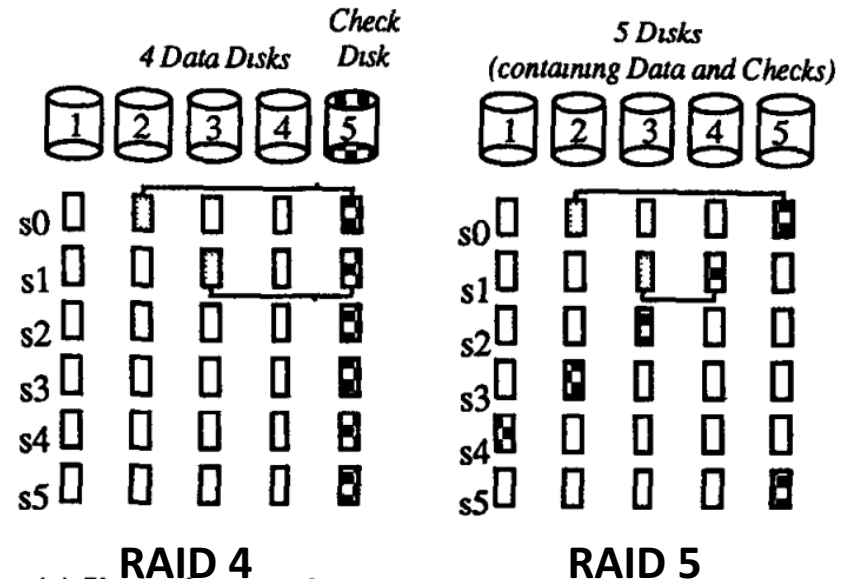 4 Data Disks
Check
Disk
1 2 3 4 5
s0
s1
s2
s3
s4
s5
RAID 4
5 Disks
(containing Data and Checks)
1 2 3 4 5
s0
s1
s2
s3
s4
s5
RAID 5